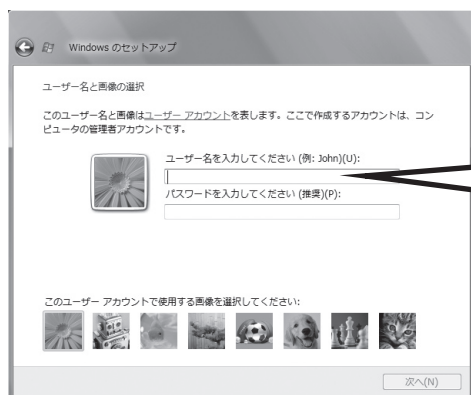 Windows のセットアップ
ユーザー名と画像の選択
このユーザー名と画像はユーザー アカウントを表します。ここで作成するアカウントは、コン
ピュータの管理者アカウントです。
ユーザー名を入力してください (例: John)(U):
パスワードを入力してください (推奨)(P):
このユーザー アカウントで使用する画像を選択してください:
次へ(N)